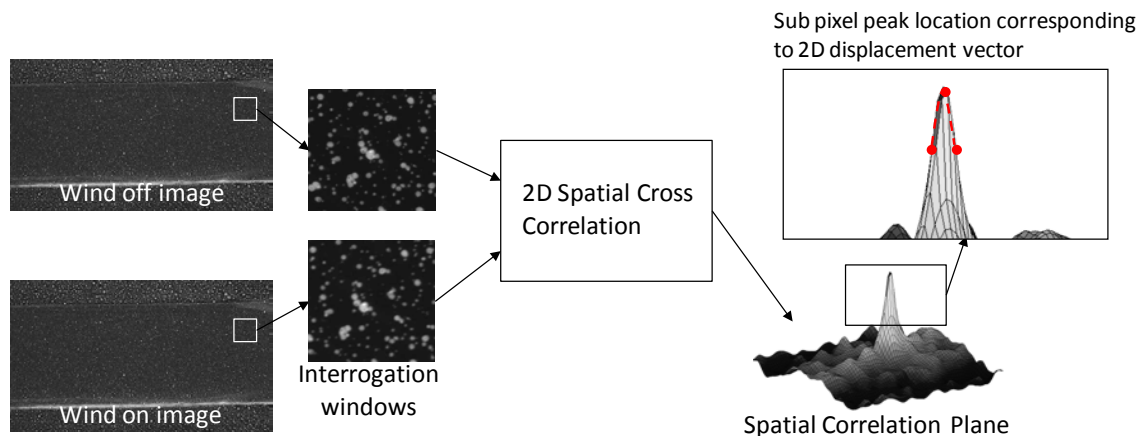 Sub pixel peak location corresponding
to 2D displacement vector
Wind off image
2D Spatial Cross
Correlation
Interrogation
windows
Wind on image
Spatial Correlation Plane